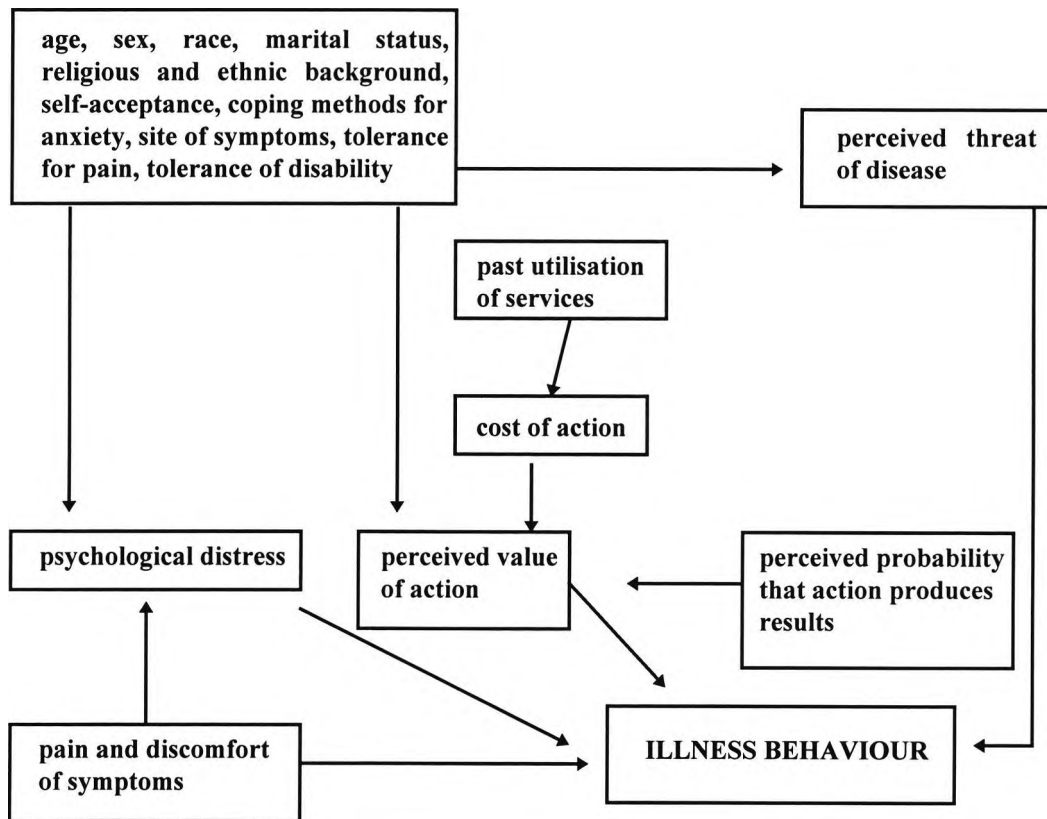 age, sex, race, marital status,
religious and ethnic background,
self-acceptance, coping methods for
anxiety, site of symptoms, tolerance
for pain, tolerance of disability
perceived threat
of disease
past utilisation
of services
cost of action
psychological distress
perceived value
of action
perceived probability
that action produces
results
pain and discomfort
of symptoms
ILLNESS BEHAVIOUR